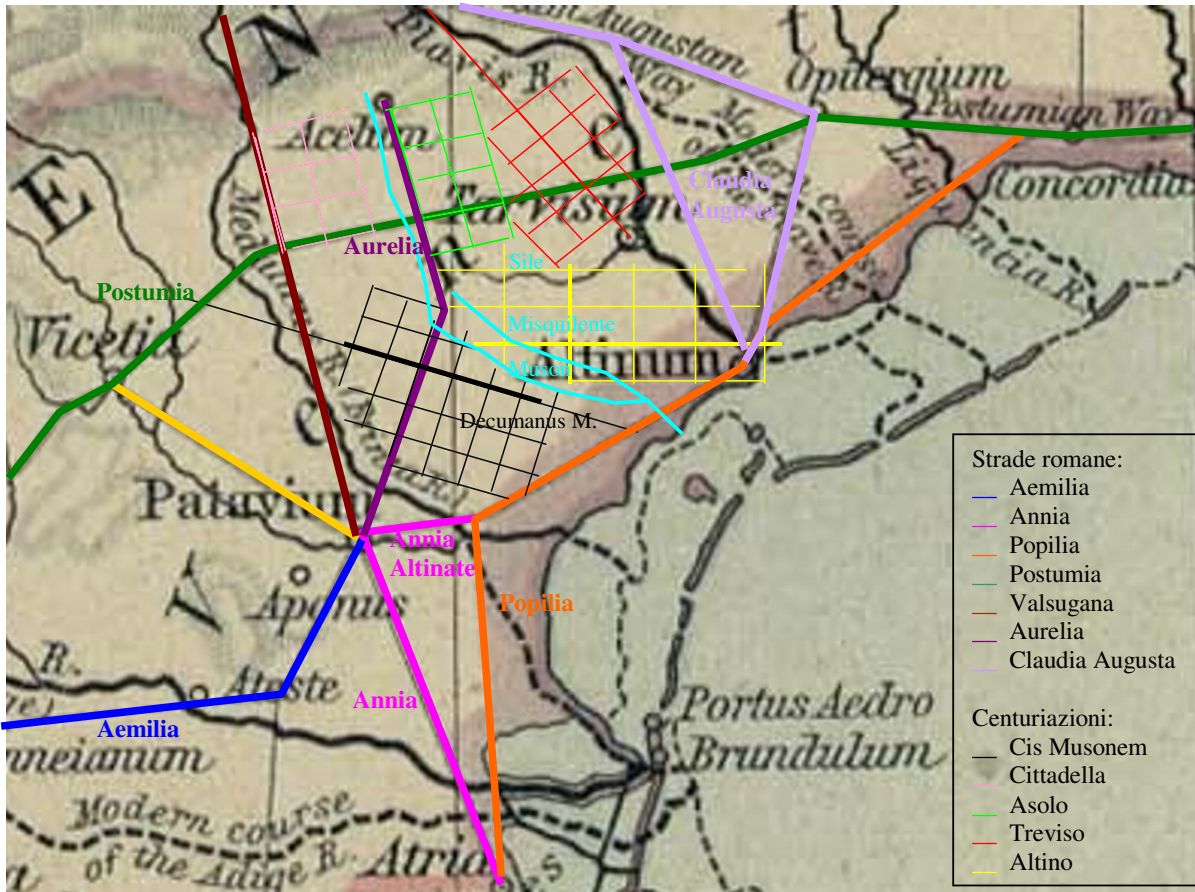 Augustan
Way
Plavis R.
Opitergium
Postumian Way
Acelum
Tarvisium
Claudia
Augusta
Concordia
Liquentia R.
Aurelia
Sile
Postumia
Misquilente
Vicetia
Altinum
Muson
Decumanus M.
Patavium
Annia
Altinate
Aponus
Popilia
R.
Ateste
Annia
Aemilia
Portus Aedro
Brundulum
Modern course
of the Adige R.
Atria
Strade romane:
Aemilia
Annia
Popilia
Postumia
Valsugana
Aurelia
Claudia Augusta
Centuriazioni:
Cis Musonem
Cittadella
Asolo
Treviso
Altino